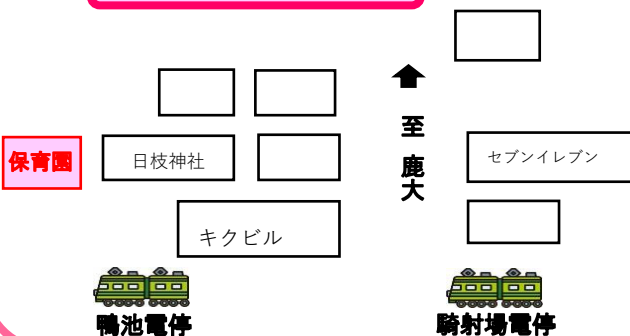 至鹿大
保育園
日枝神社
セブンイレブン
キクビル
鴨池電停
騎射場電停